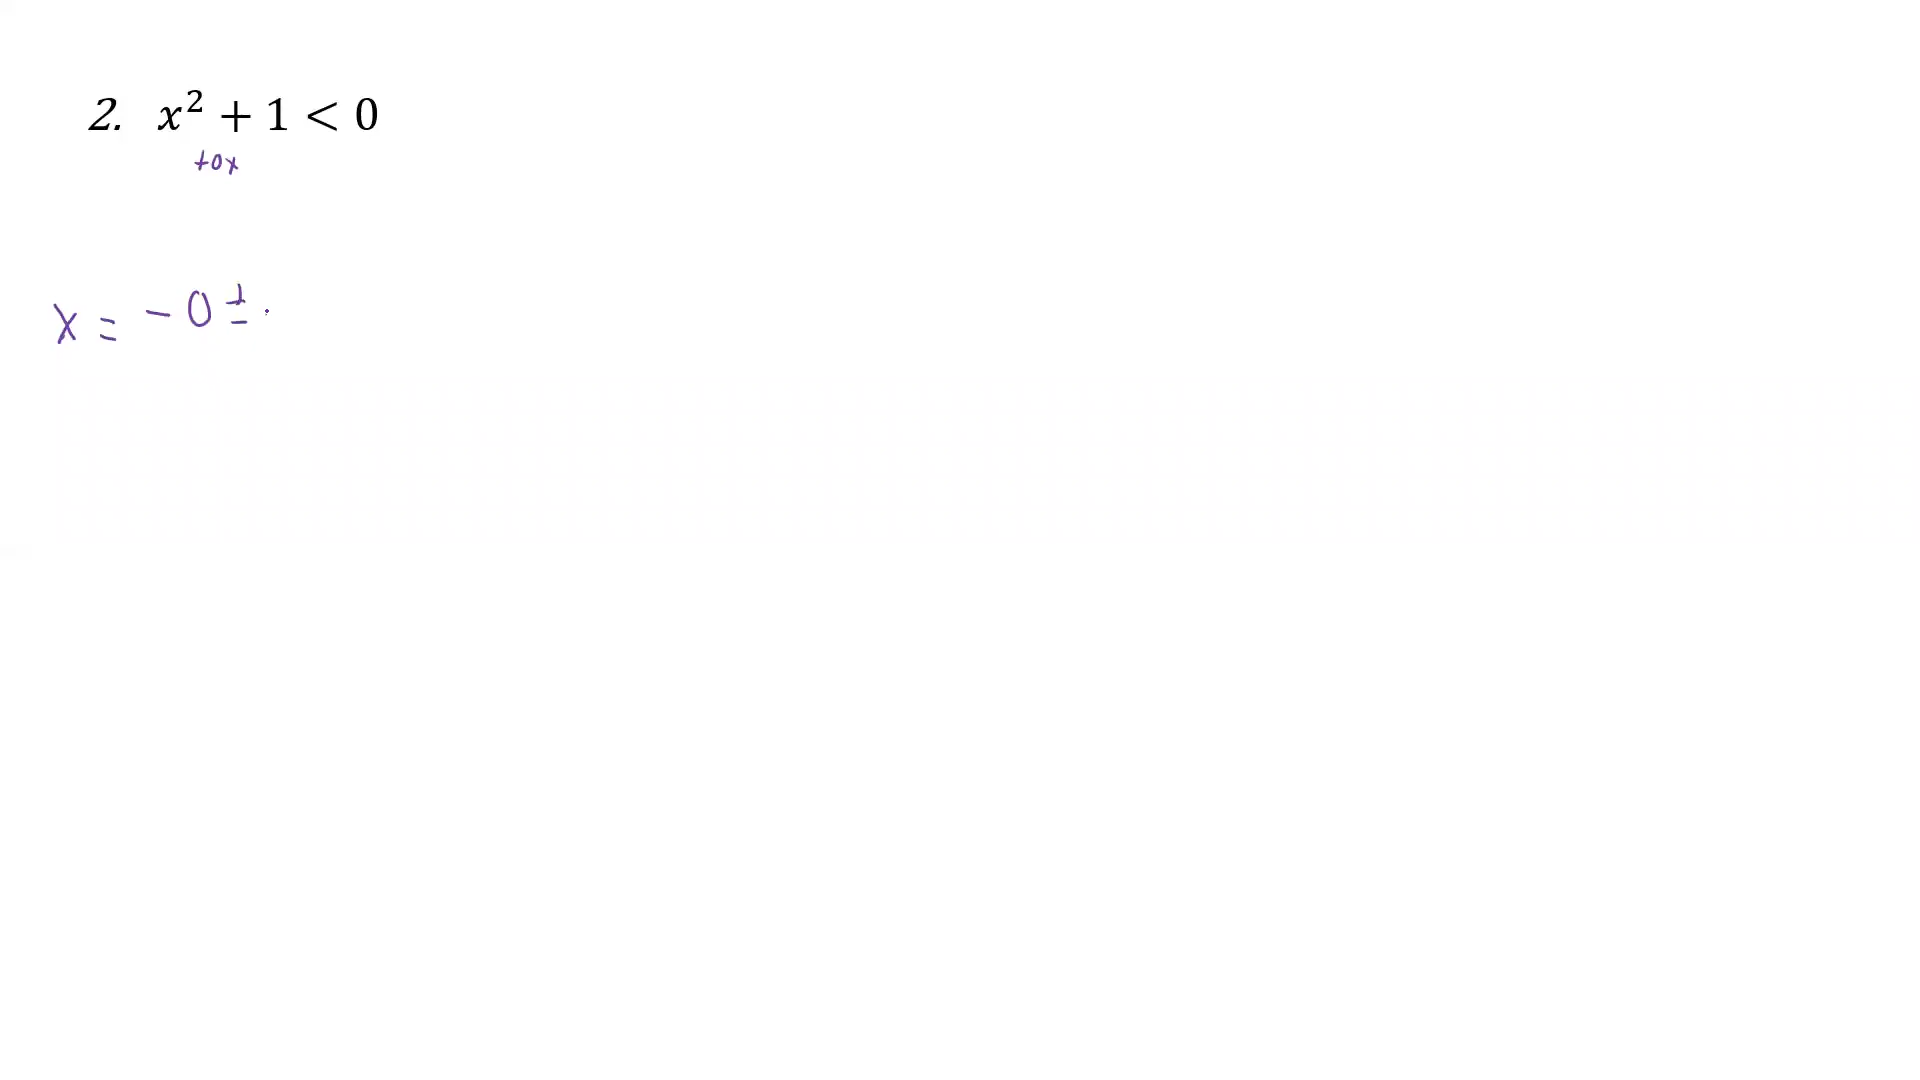 2. x² + 1 < 0
+0x
x = -0 ±